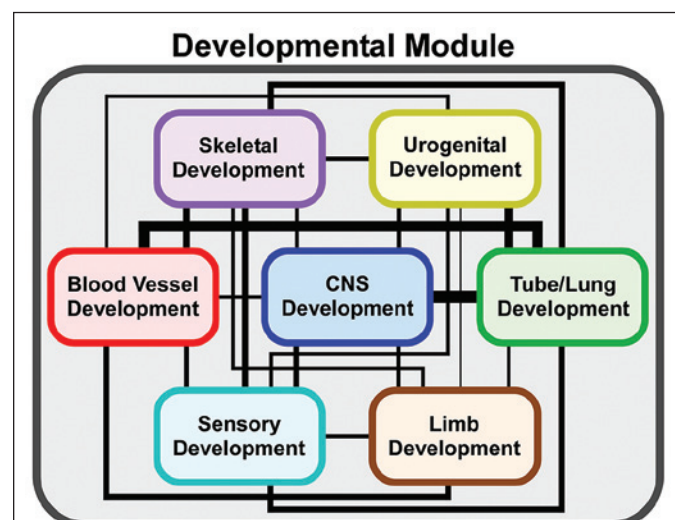 Developmental Module
Skeletal
Development
Urogenital
Development
Blood Vessel
Development
CNS
Development
Tube/Lung
Development
Sensory
Development
Limb
Development